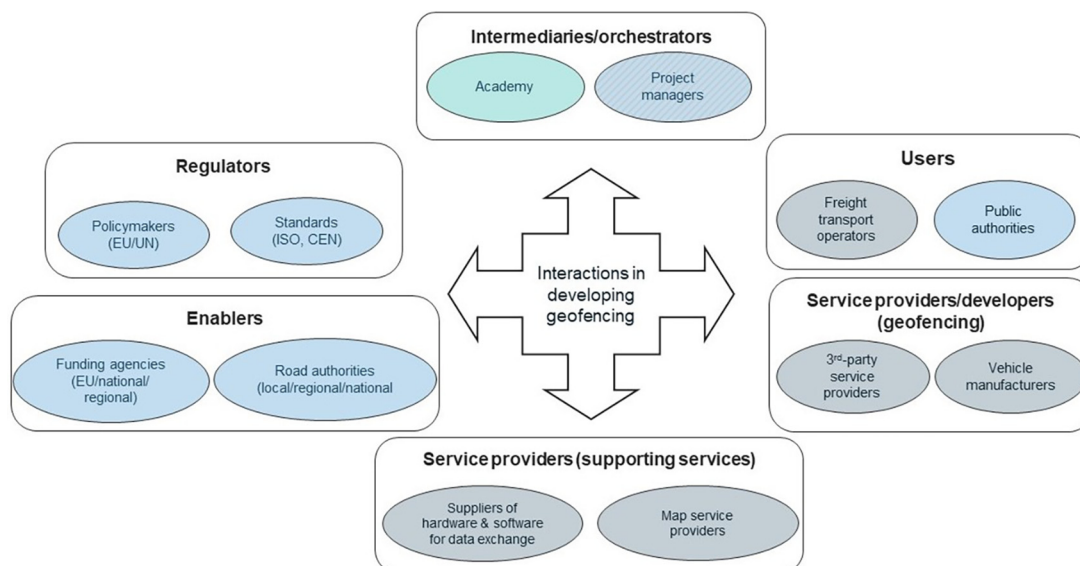 Intermediaries/orchestrators
Academy
Project
managers
Regulators
Policymakers
(EU/UN)
Standards
(ISO, CEN)
Users
Freight
transport
operators
Public
authorities
Interactions in
developing
geofencing
Enablers
Funding agencies
(EU/national/
regional)
Road authorities
(local/regional/national
Service providers/developers
(geofencing)
3rd-party
service
providers
Vehicle
manufacturers
Service providers (supporting services)
Suppliers of
hardware & software
for data exchange
Map service
providers